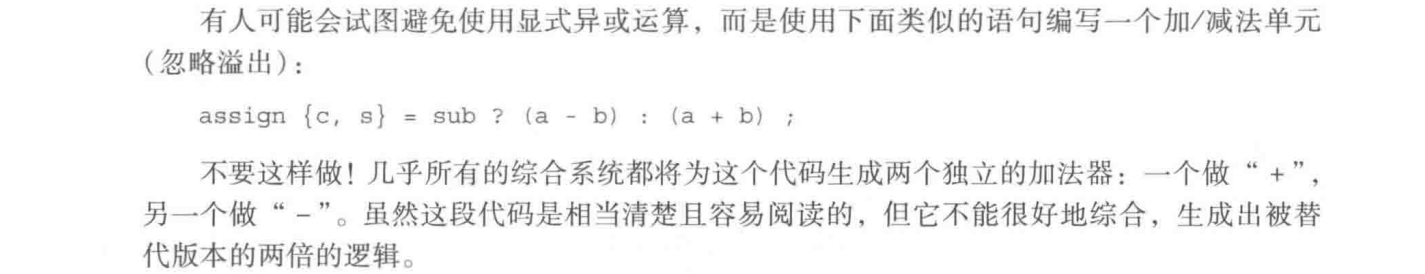 有人可能会试图避免使用显式异或运算，而是使用下面类似的语句编写一个加/减法单元
（忽略溢出）：
assign {c, s} = sub ? (a - b) : (a + b) ;
不要这样做！几乎所有的综合系统都将为这个代码生成两个独立的加法器：一个做“+”，
另一个做“-”。虽然这段代码是相当清楚且容易阅读的，但它不能很好地综合，生成出被替
代版本的两倍的逻辑。